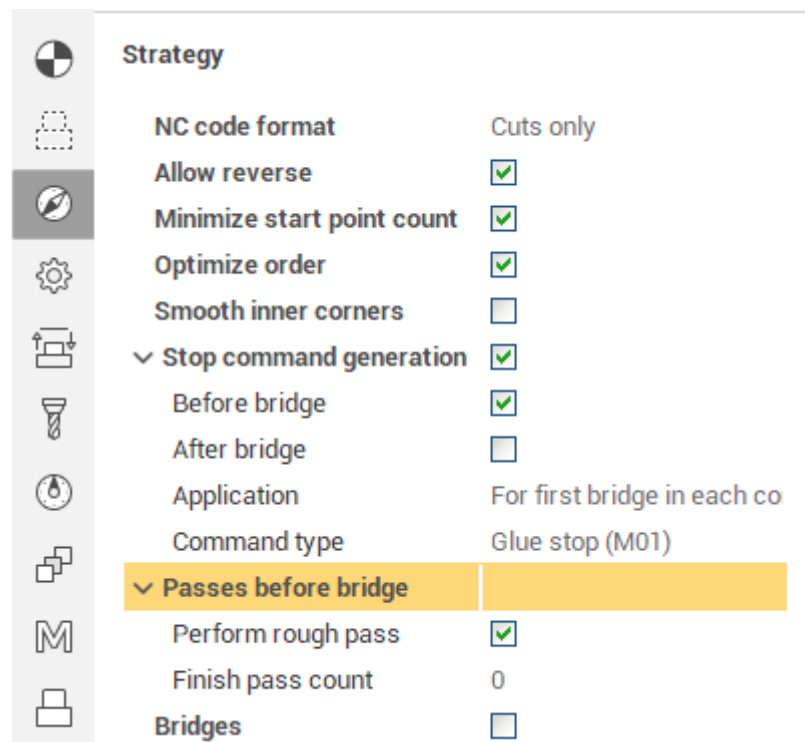 Strategy
NC code format Cuts only
Allow reverse
Minimize start point count
Optimize order
Smooth inner corners
Stop command generation
Before bridge
After bridge
Application For first bridge in each co
Command type Glue stop (M01)
Passes before bridge
Perform rough pass
Finish pass count 0
M
Bridges